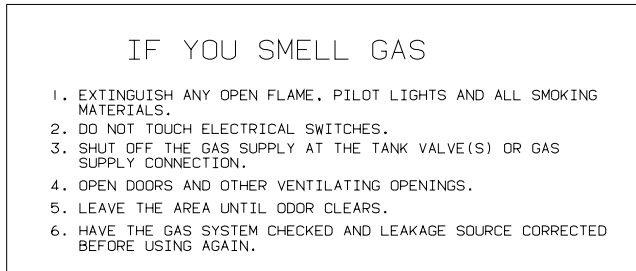 IF YOU SMELL GAS
1. EXTINGUISH ANY OPEN FLAME, PILOT LIGHTS AND ALL SMOKING
MATERIALS.
2. DO NOT TOUCH ELECTRICAL SWITCHES.
3. SHUT OFF THE GAS SUPPLY AT THE TANK VALVE(S) OR GAS
SUPPLY CONNECTION.
4. OPEN DOORS AND OTHER VENTILATING OPENINGS.
5. LEAVE THE AREA UNTIL ODOR CLEARS.
6. HAVE THE GAS SYSTEM CHECKED AND LEAKAGE SOURCE CORRECTED
BEFORE USING AGAIN.